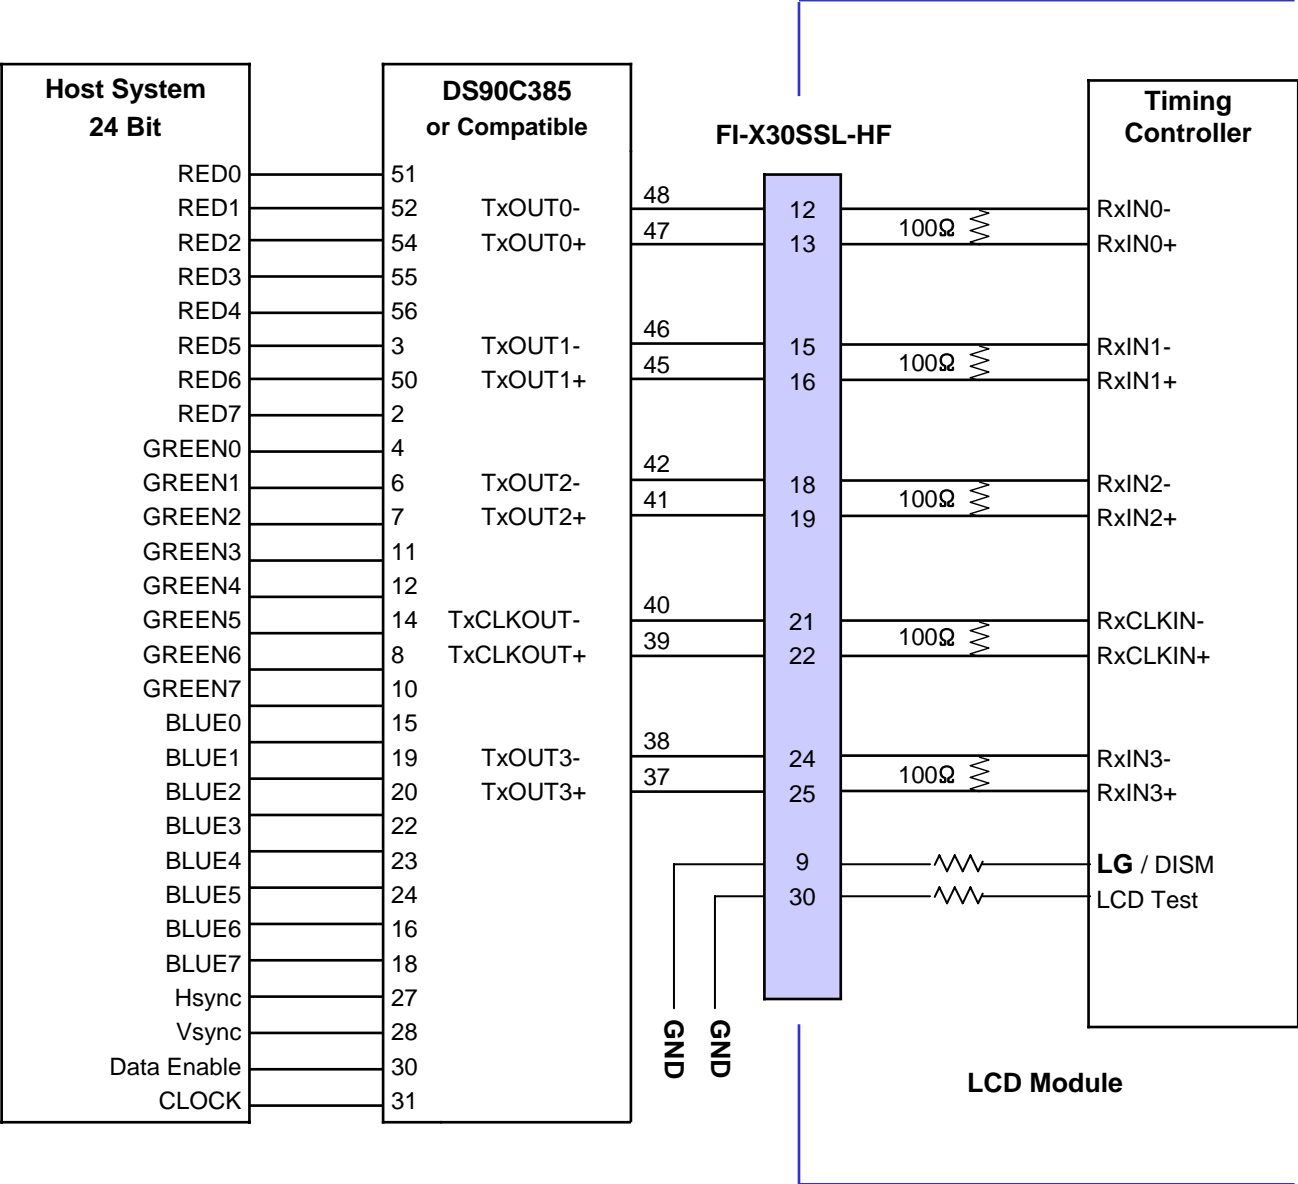 Host System
24 Bit
RED0
RED1
RED2
RED3
RED4
RED5
RED6
RED7
GREEN0
GREEN1
GREEN2
GREEN3
GREEN4
GREEN5
GREEN6
GREEN7
BLUE0
BLUE1
BLUE2
BLUE3
BLUE4
BLUE5
BLUE6
BLUE7
Hsync
Vsync
Data Enable
CLOCK
DS90C385
or Compatible
51
52
54
55
56
3
50
2
4
6
7
11
12
14
8
10
15
19
20
22
23
24
16
18
27
28
30
31
TxOUT0-
TxOUT0+
TxOUT1-
TxOUT1+
TxOUT2-
TxOUT2+
TxCLKOUT-
TxCLKOUT+
TxOUT3-
TxOUT3+
48
47
46
45
42
41
40
39
38
37
GND
GND
FI-X30SSL-HF
12
13
15
16
18
19
21
22
24
25
9
30
100Ω
100Ω
100Ω
100Ω
100Ω
Timing
Controller
RxIN0-
RxIN0+
RxIN1-
RxIN1+
RxIN2-
RxIN2+
RxCLKIN-
RxCLKIN+
RxIN3-
RxIN3+
LG / DISM
LCD Test
LCD Module